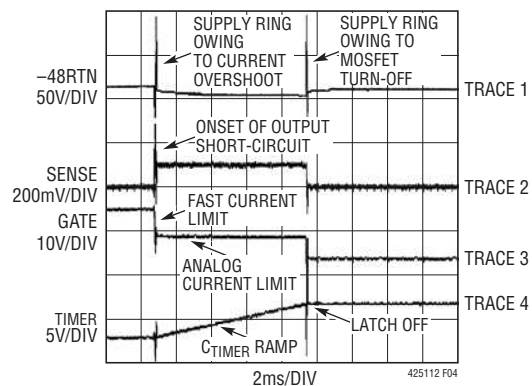 SUPPLY RING
OWING
TO CURRENT
OVERSHOOT
SUPPLY RING
OWING TO
MOSFET
TURN-OFF
–48RTN
50V/DIV
TRACE 1
ONSET OF OUTPUT
SHORT-CIRCUIT
SENSE
200mV/DIV
TRACE 2
GATE
10V/DIV
FAST CURRENT
LIMIT
TRACE 3
ANALOG
CURRENT LIMIT
TRACE 4
TIMER
5V/DIV
LATCH OFF
CTIMER RAMP
2ms/DIV
425112 F04